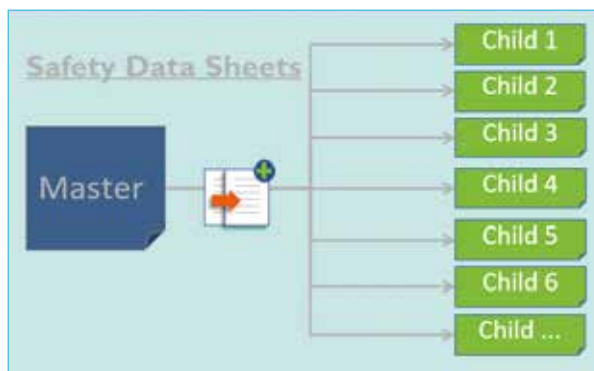 Safety Data Sheets
Master
Child 1
Child 2
Child 3
Child 4
Child 5
Child 6
Child ...